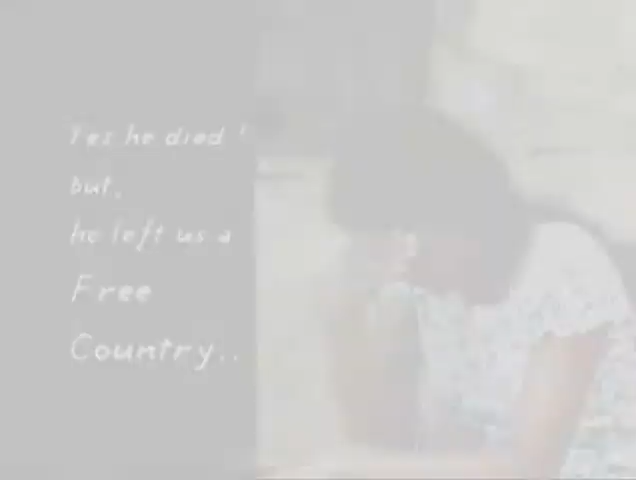 Yes he died !
but,
he left us a
Free
Country..